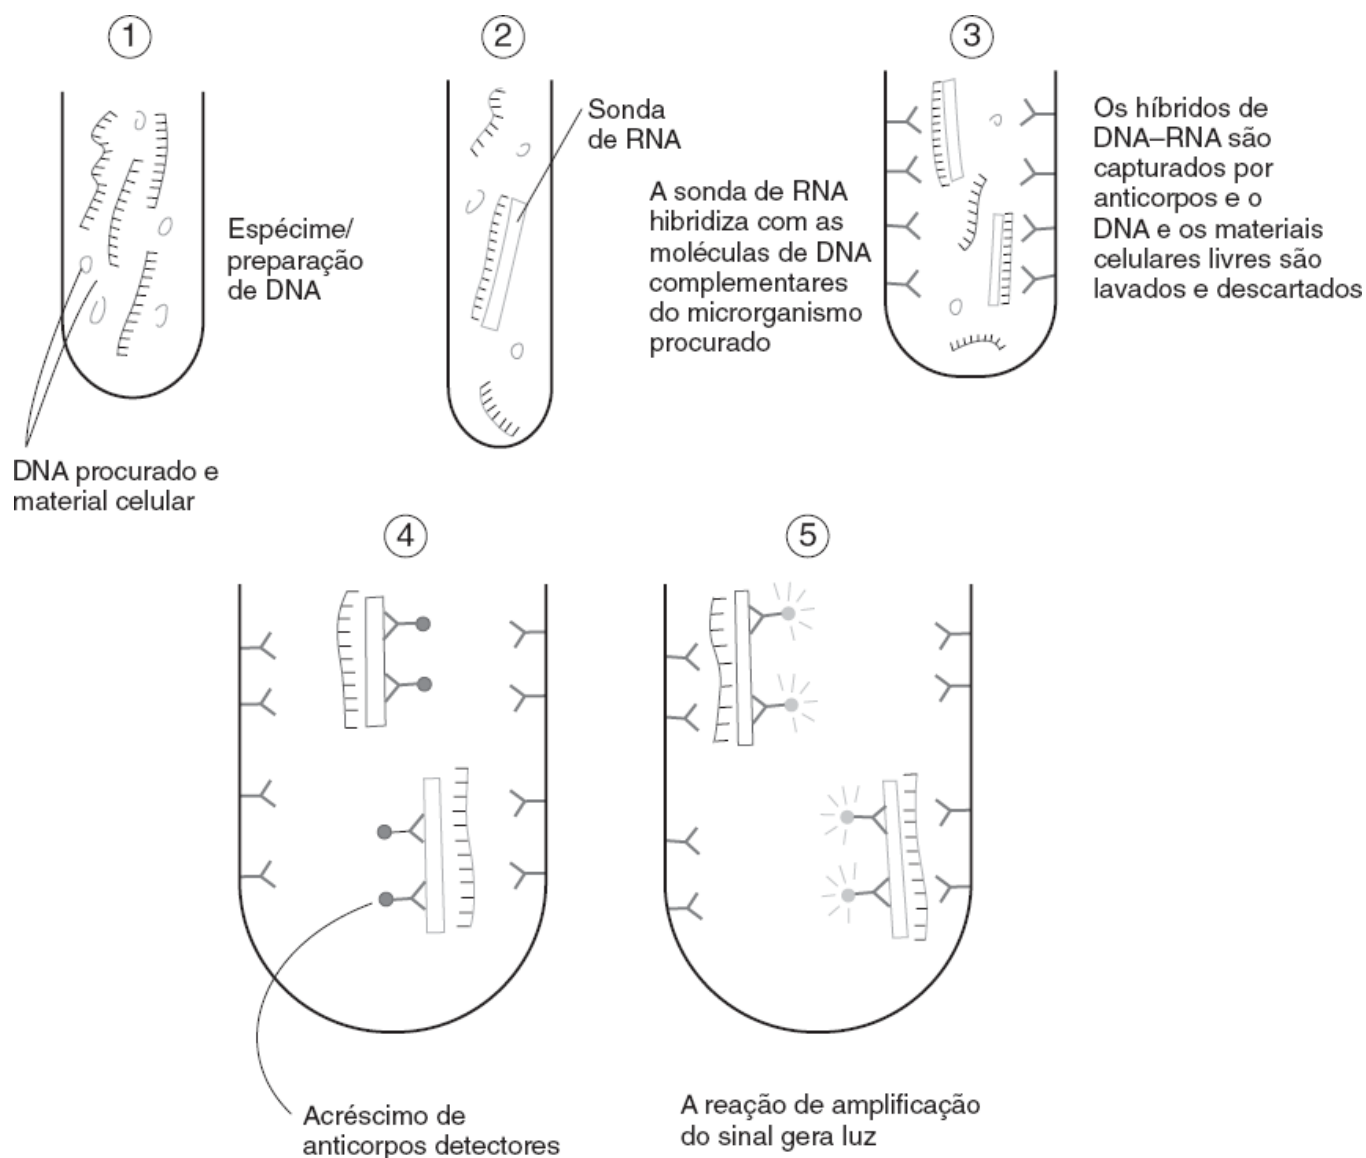 1
Espécime/
preparação
de DNA
DNA procurado e
material celular
2
Sonda
de RNA
A sonda de RNA
hibridiza com as
moléculas de DNA
complementares
do microrganismo
procurado
3
Os híbridos de
DNA–RNA são
capturados por
anticorpos e o
DNA e os materiais
celulares livres são
lavados e descartados
4
Acréscimo de
anticorpos detectores
5
A reação de amplificação
do sinal gera luz